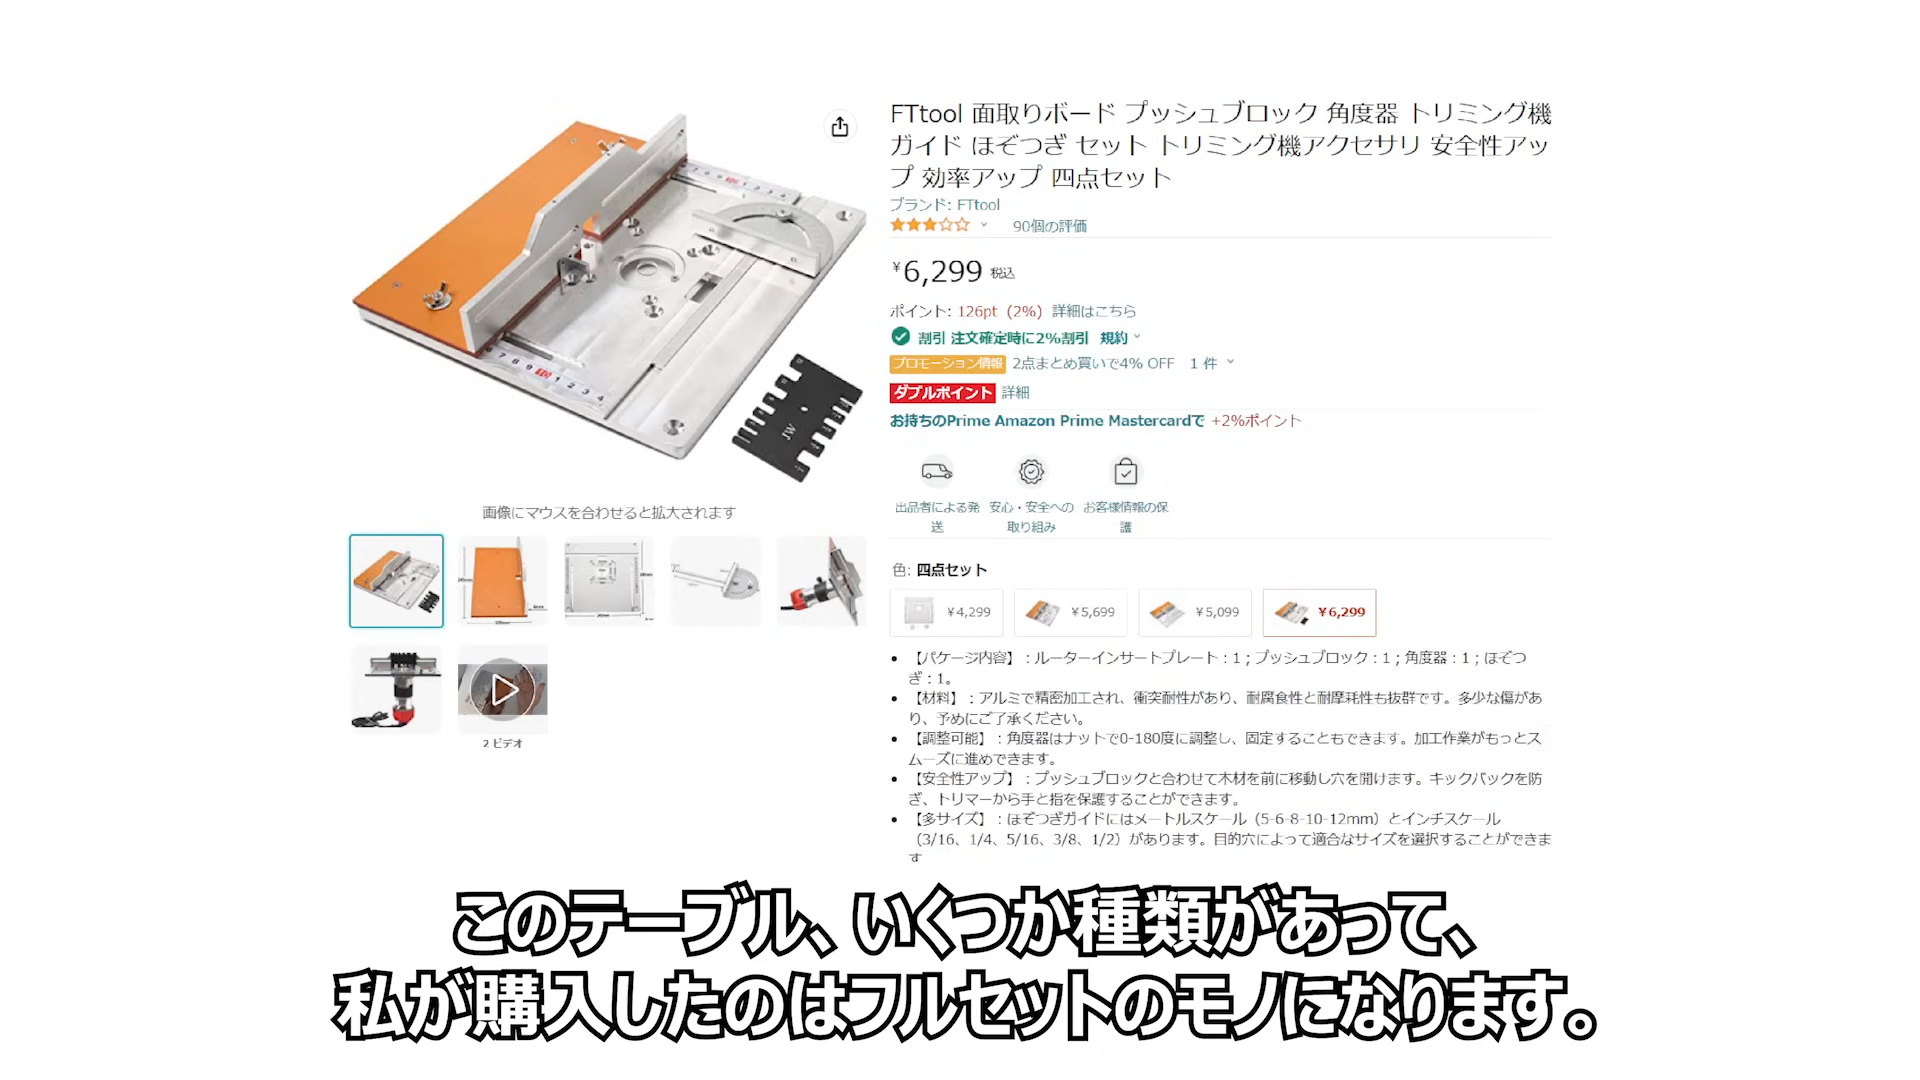 FTtool 面取りボード プッシュブロック 角度器 トリミング機
ガイド ほぞつぎ セット トリミング機アクセサリ 安全性アッ
プ 効率アップ 四点セット
ブランド: FTtool
90個の評価
¥6,299 税込
ポイント: 126pt (2%) 詳細はこちら
割引 注文確定時に2%割引 規約
プロモーション情報 2点まとめ買いで4% OFF 1 件
ダブルポイント 詳細
お持ちのPrime Amazon Prime Mastercardで +2%ポイント
出品者による発送
安心・安全への取り組み
お客様情報の保護
画像にマウスを合わせると拡大されます
2 ビデオ
色: 四点セット
¥4,299 ¥5,699 ¥5,099 ¥6,299
【パケージ内容】：ルーターインサートプレート：1；プッシュブロック：1；角度器：1；ほぞつ
ぎ：1。
【材料】：アルミで精密加工され、衝突耐性があり、耐腐食性と耐摩耗性も抜群です。多少な傷があ
り、予めにご了承ください。
【調整可能】：角度器はナットで0-180度に調整し、固定することもできます。加工作業がもっとス
ムーズに進めできます。
【安全性アップ】：プッシュブロックと合わせて木材を前に移動し穴を開けます。キックバックを防
ぎ、トリマーから手と指を保護することができます。
【多サイズ】：ほぞつぎガイドにはメートルスケール（5-6-8-10-12mm）とインチスケール
（3/16、1/4、5/16、3/8、1/2）があります。目的穴によって適合なサイズを選択することができま
す
JW
このテーブル、いくつか種類があって、
私が購入したのはフルセットのモノになります。